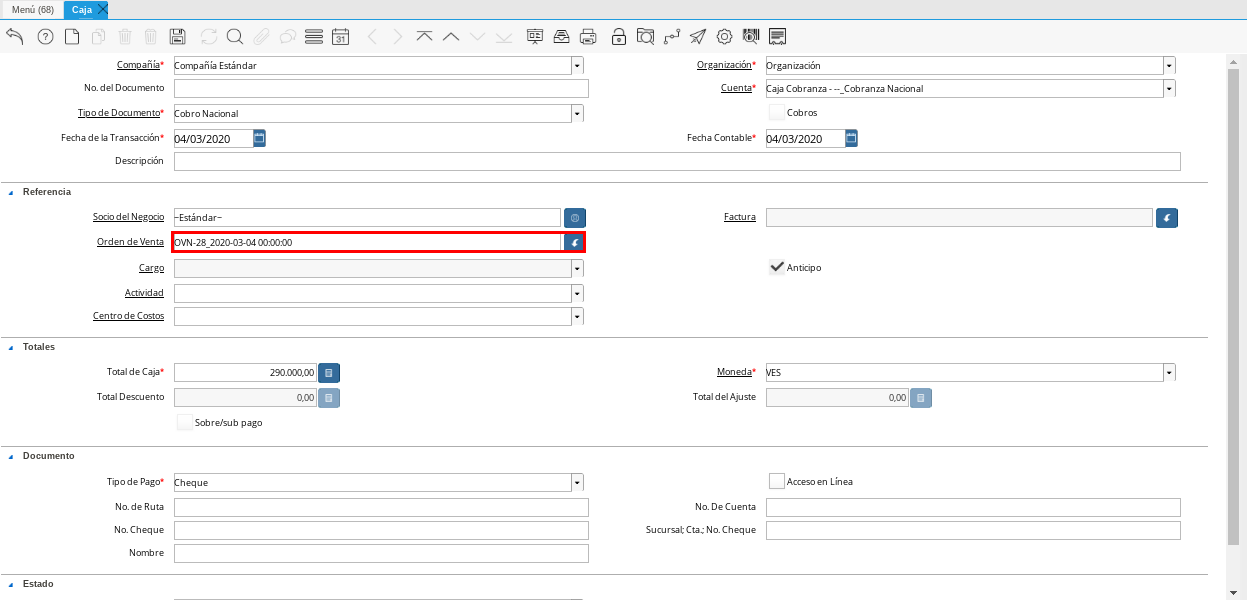 Menú (68) Caja
31
Compañía* Compañía Estándar Organización* Organización
No. del Documento Cuenta* Caja Cobranza - --_Cobranza Nacional
Tipo de Documento* Cobro Nacional Cobros
Fecha de la Transacción* 04/03/2020 Fecha Contable* 04/03/2020
Descripción
Referencia
Socio del Negocio ~Estándar~ Factura
Orden de Venta OVN-28_2020-03-04 00:00:00
Cargo Anticipo
Actividad
Centro de Costos
Totales
Total de Caja* 290.000,00 Moneda* VES
Total Descuento 0,00 Total del Ajuste 0,00
Sobre/sub pago
Documento
Tipo de Pago* Cheque Acceso en Línea
No. de Ruta No. De Cuenta
No. Cheque Sucursal; Cta.; No. Cheque
Nombre
Estado